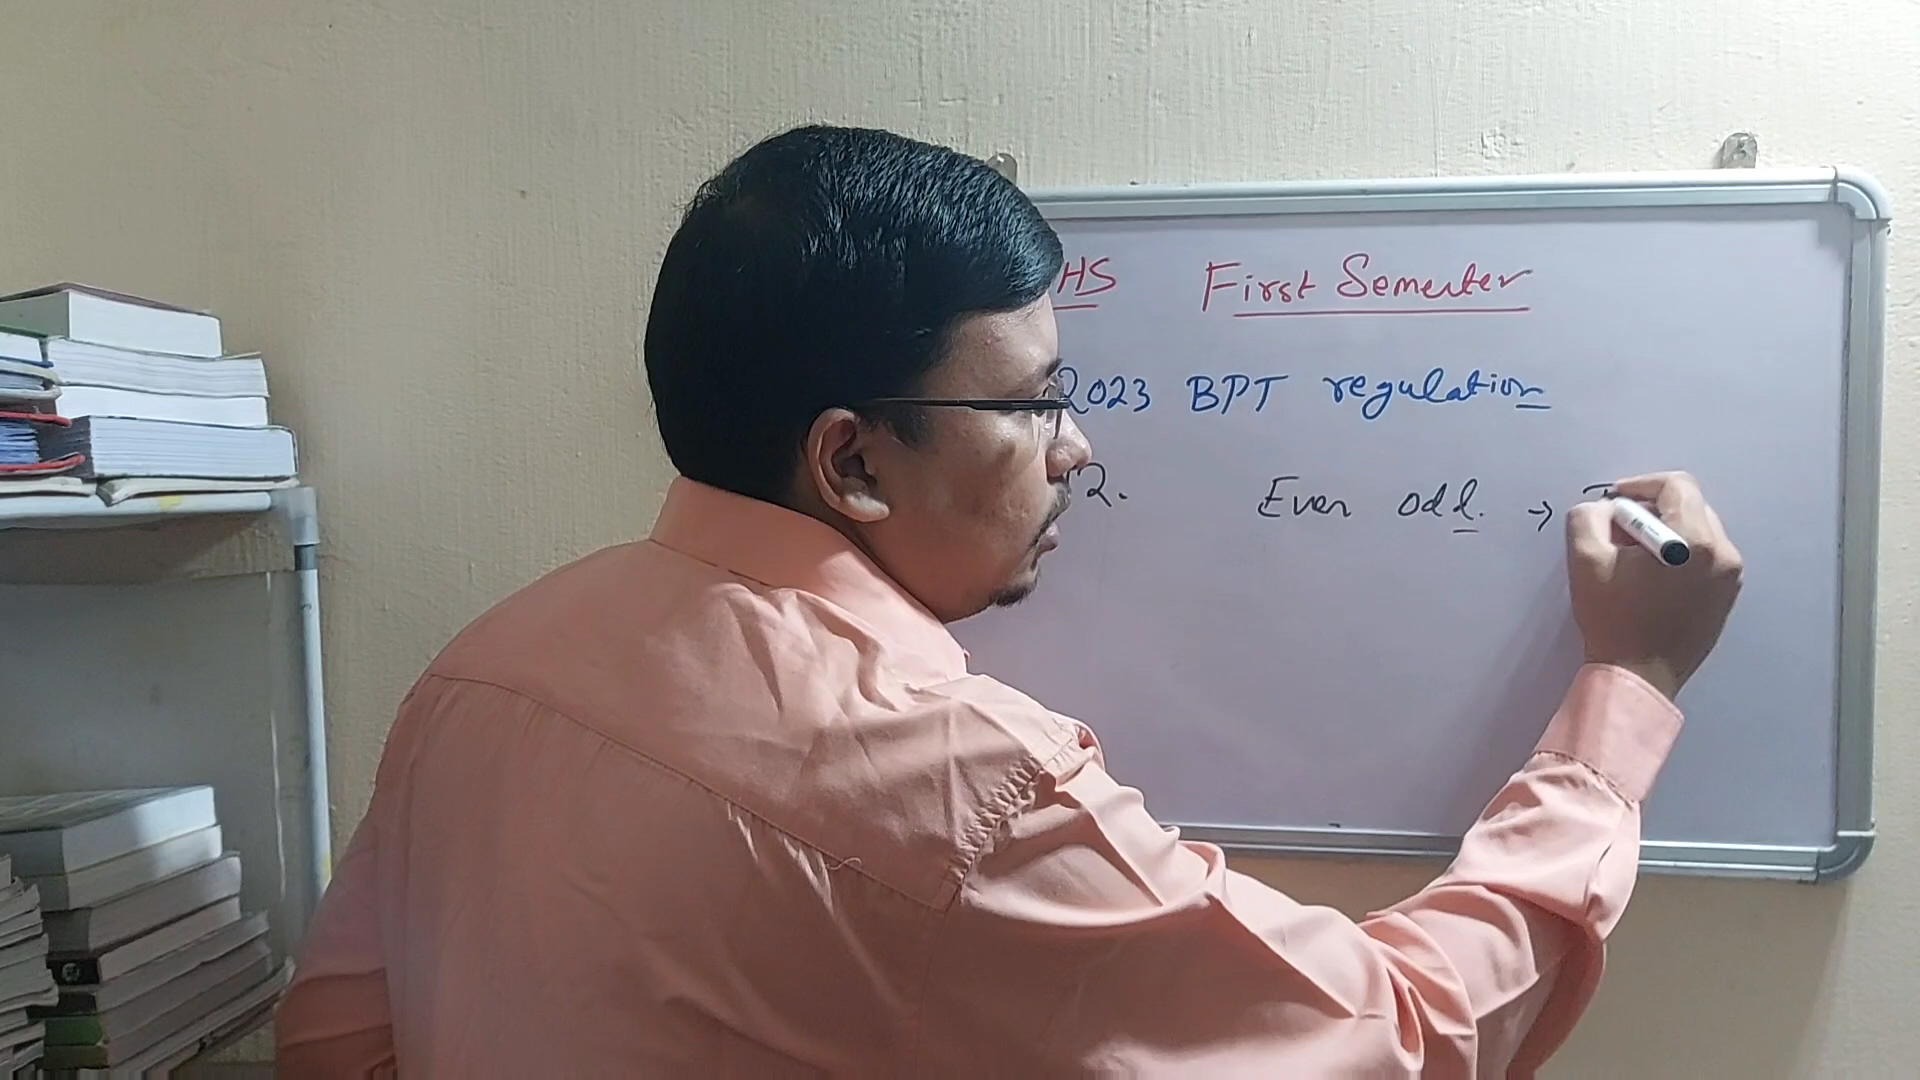 HS First Semester
2023 BPT regulation
2. Even odd. →